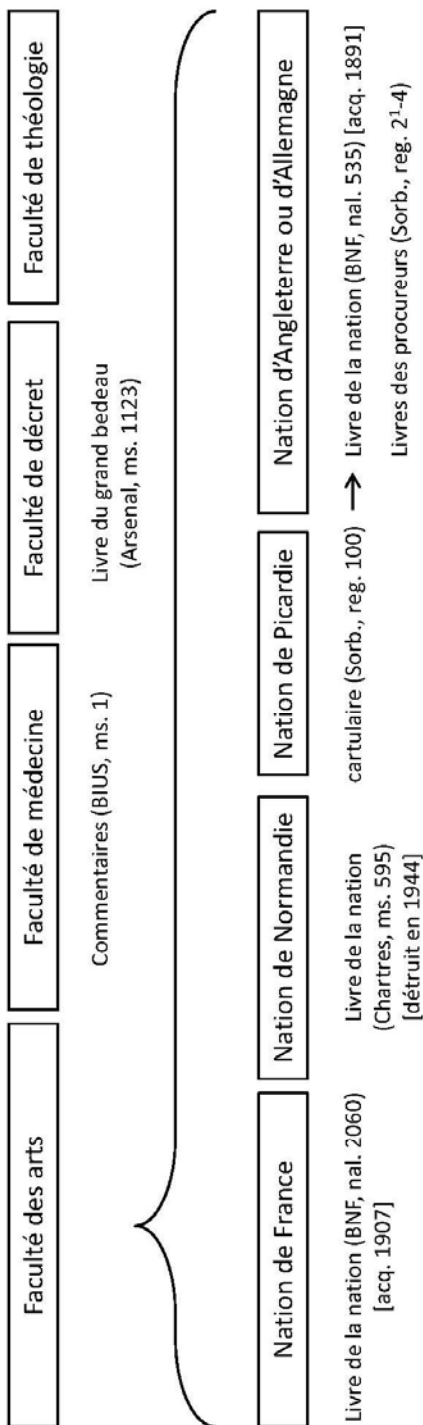 Faculté des arts
Faculté de médecine
Faculté de décret
Faculté de théologie
Commentaires (BIUS, ms. 1)
Livre du grand bedeau
(Arsenal, ms. 1123)
Nation de France
Nation de Normandie
Nation de Picardie
Nation d'Angleterre ou d'Allemagne
Livre de la nation (BNF, nal. 2060)
[acq. 1907]
Livre de la nation
(Chartres, ms. 595)
[détruit en 1944]
cartulaire (Sorb., reg. 100)
→ Livre de la nation (BNF, nal. 535) [acq. 1891]
Livres des procureurs (Sorb., reg. 2¹-4)